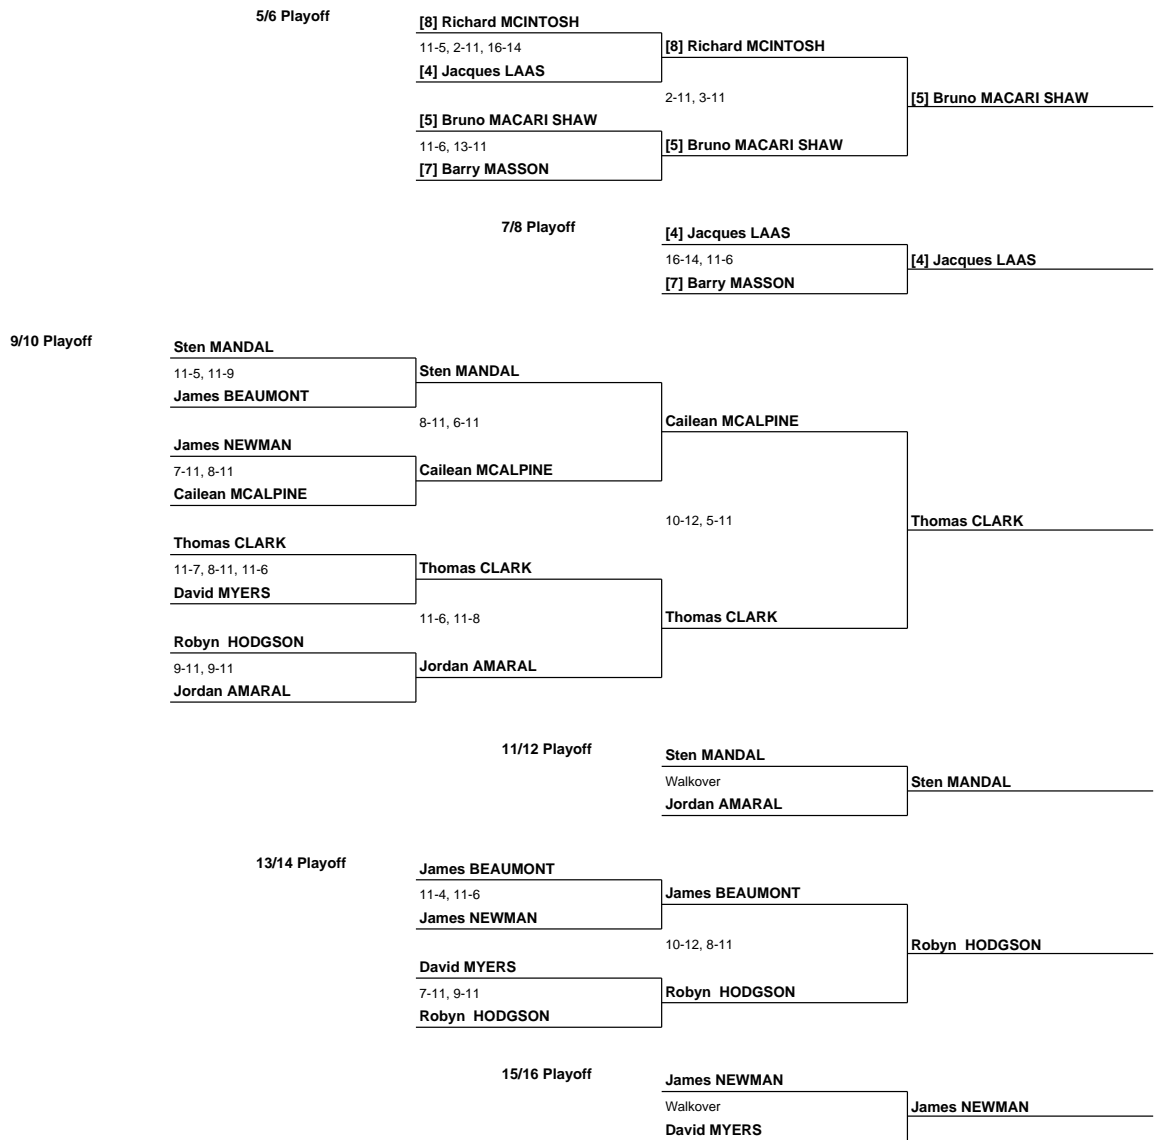 5/6 Playoff
[8] Richard MCINTOSH
11-5, 2-11, 16-14
[8] Richard MCINTOSH
[4] Jacques LAAS
2-11, 3-11
[5] Bruno MACARI SHAW
[5] Bruno MACARI SHAW
11-6, 13-11
[5] Bruno MACARI SHAW
[7] Barry MASSON
7/8 Playoff
[4] Jacques LAAS
16-14, 11-6
[4] Jacques LAAS
[7] Barry MASSON
9/10 Playoff
Sten MANDAL
11-5, 11-9
Sten MANDAL
James BEAUMONT
8-11, 6-11
Cailean MCALPINE
James NEWMAN
7-11, 8-11
Cailean MCALPINE
Cailean MCALPINE
10-12, 5-11
Thomas CLARK
Thomas CLARK
11-7, 8-11, 11-6
Thomas CLARK
David MYERS
11-6, 11-8
Thomas CLARK
Robyn  HODGSON
9-11, 9-11
Jordan AMARAL
Jordan AMARAL
11/12 Playoff
Sten MANDAL
Walkover
Sten MANDAL
Jordan AMARAL
13/14 Playoff
James BEAUMONT
11-4, 11-6
James BEAUMONT
James NEWMAN
10-12, 8-11
Robyn  HODGSON
David MYERS
7-11, 9-11
Robyn  HODGSON
Robyn  HODGSON
15/16 Playoff
James NEWMAN
Walkover
James NEWMAN
David MYERS